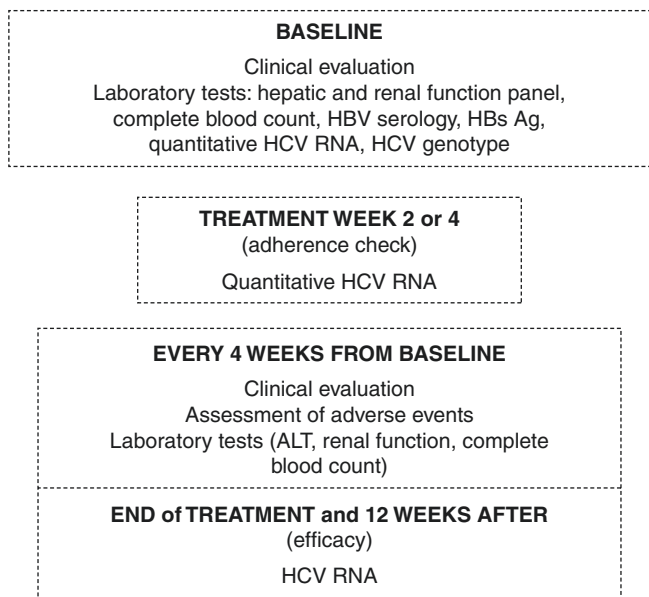 BASELINE
Clinical evaluation
Laboratory tests: hepatic and renal function panel,
complete blood count, HBV serology, HBs Ag,
quantitative HCV RNA, HCV genotype
TREATMENT WEEK 2 or 4
(adherence check)
Quantitative HCV RNA
EVERY 4 WEEKS FROM BASELINE
Clinical evaluation
Assessment of adverse events
Laboratory tests (ALT, renal function, complete
blood count)
END of TREATMENT and 12 WEEKS AFTER
(efficacy)
HCV RNA